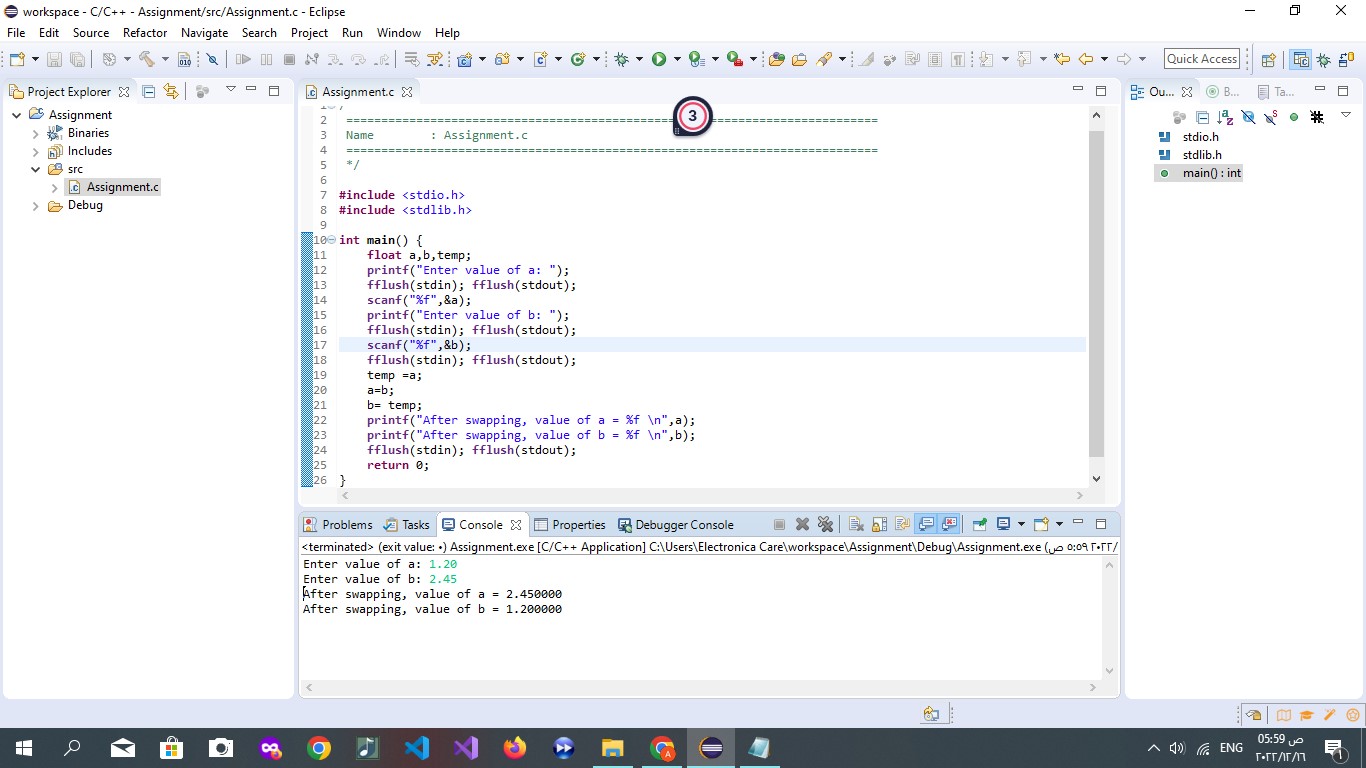 workspace - C/C++ - Assignment/src/Assignment.c - Eclipse
File Edit Source Refactor Navigate Search Project Run Window Help
Quick Access
Project Explorer
Assignment
Binaries
Includes
src
Assignment.c
Debug
Assignment.c
3
1 /
2 ============================================================================
3 Name        : Assignment.c
4 ============================================================================
5 */
6
7 #include <stdio.h>
8 #include <stdlib.h>
9
10 int main() {
11 float a,b,temp;
12 printf("Enter value of a: ");
13 fflush(stdin); fflush(stdout);
14 scanf("%f",&a);
15 printf("Enter value of b: ");
16 fflush(stdin); fflush(stdout);
17 scanf("%f",&b);
18 fflush(stdin); fflush(stdout);
19 temp =a;
20 a=b;
21 b= temp;
22 printf("After swapping, value of a = %f \n",a);
23 printf("After swapping, value of b = %f \n",b);
24 fflush(stdin); fflush(stdout);
25 return 0;
26 }
Ou... B... Ta...
stdio.h
stdlib.h
main() : int
Problems Tasks Console Properties Debugger Console
<terminated> (exit value: ٠) Assignment.exe [C/C++ Application] C:\Users\Electronica Care\workspace\Assignment\Debug\Assignment.exe (ص ٥:٥٩ ٢٠٢٢/
Enter value of a: 1.20
Enter value of b: 2.45
After swapping, value of a = 2.450000
After swapping, value of b = 1.200000
ENG
05:59 ص
٢٠٢٢/١٢/١٦
1